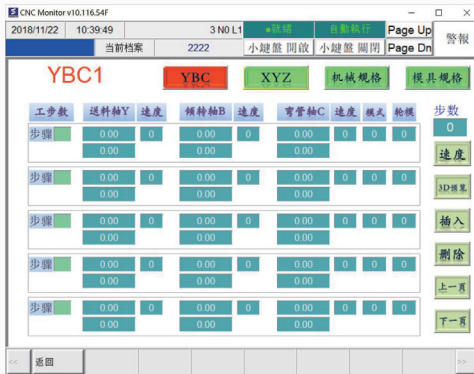 CNC Monitor v10.116.54F
2018/11/22 10:39:49 3 N0 L1 ●就緒 自動執行 Page Up 警報
当前档案 2222 小鍵盤 開啟 小鍵盤 關閉 Page Dn
YBC1 YBC XYZ 机械规格 模具规格
工步数 送料轴Y 速度 倾转轴B 速度 弯管轴C 速度 模式 轮模 步数
步骤 0.00 0 0.00 0 0.00 0 0 0 0
0.00 0.00 0.00 速度
步骤 0.00 0 0.00 0 0.00 0 0 0
0.00 0.00 0.00 3D预览
步骤 0.00 0 0.00 0 0.00 0 0 0 插入
0.00 0.00 0.00
步骤 0.00 0 0.00 0 0.00 0 0 0 删除
0.00 0.00 0.00 上一頁
步骤 0.00 0 0.00 0 0.00 0 0 0
0.00 0.00 0.00 下一頁
<< 返回 >>